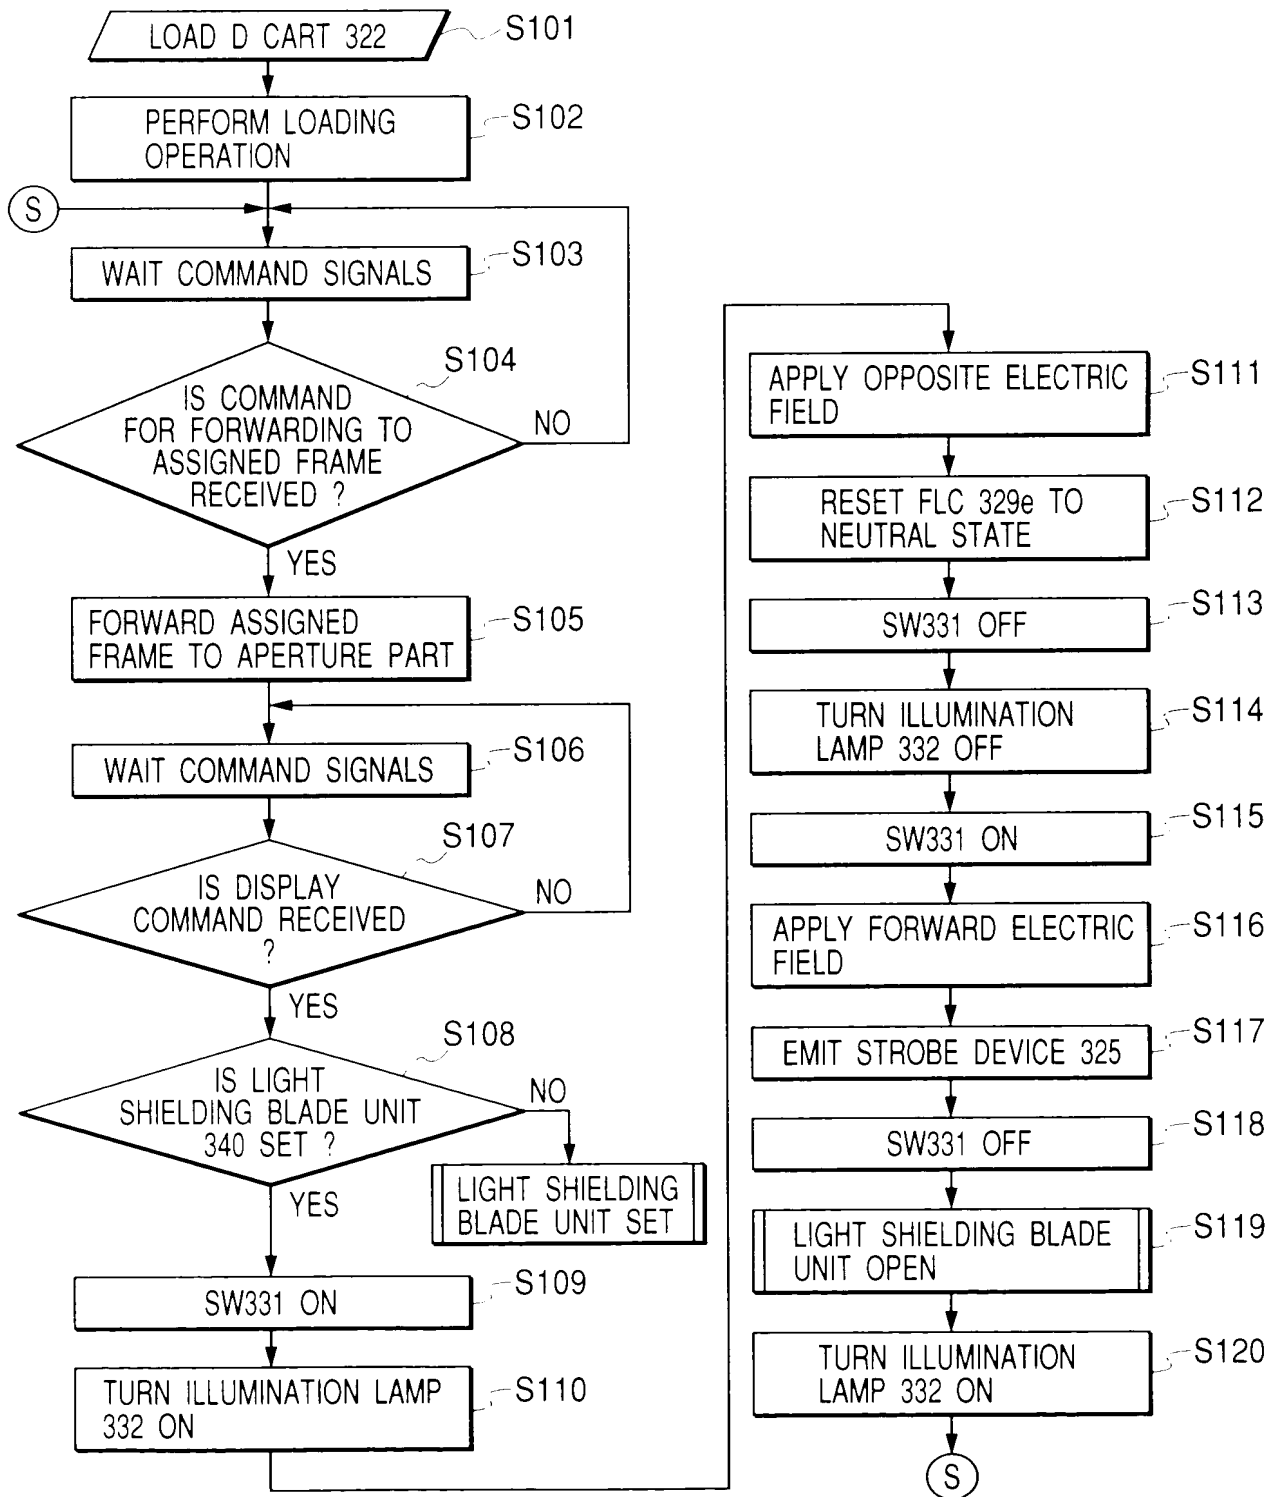 LOAD D CART 322
S101
PERFORM LOADING
OPERATION
S102
S
WAIT COMMAND SIGNALS
S103
IS COMMAND
FOR FORWARDING TO
ASSIGNED FRAME
RECEIVED ?
S104
NO
YES
FORWARD ASSIGNED
FRAME TO APERTURE PART
S105
WAIT COMMAND SIGNALS
S106
IS DISPLAY
COMMAND RECEIVED
?
S107
NO
YES
IS LIGHT
SHIELDING BLADE UNIT
340 SET ?
S108
NO
LIGHT SHIELDING
BLADE UNIT SET
YES
SW331 ON
S109
TURN ILLUMINATION LAMP
332 ON
S110
APPLY OPPOSITE ELECTRIC
FIELD
S111
RESET FLC 329e TO
NEUTRAL STATE
S112
SW331 OFF
S113
TURN ILLUMINATION
LAMP 332 OFF
S114
SW331 ON
S115
APPLY FORWARD ELECTRIC
FIELD
S116
EMIT STROBE DEVICE 325
S117
SW331 OFF
S118
LIGHT SHIELDING BLADE
UNIT OPEN
S119
TURN ILLUMINATION
LAMP 332 ON
S120
S